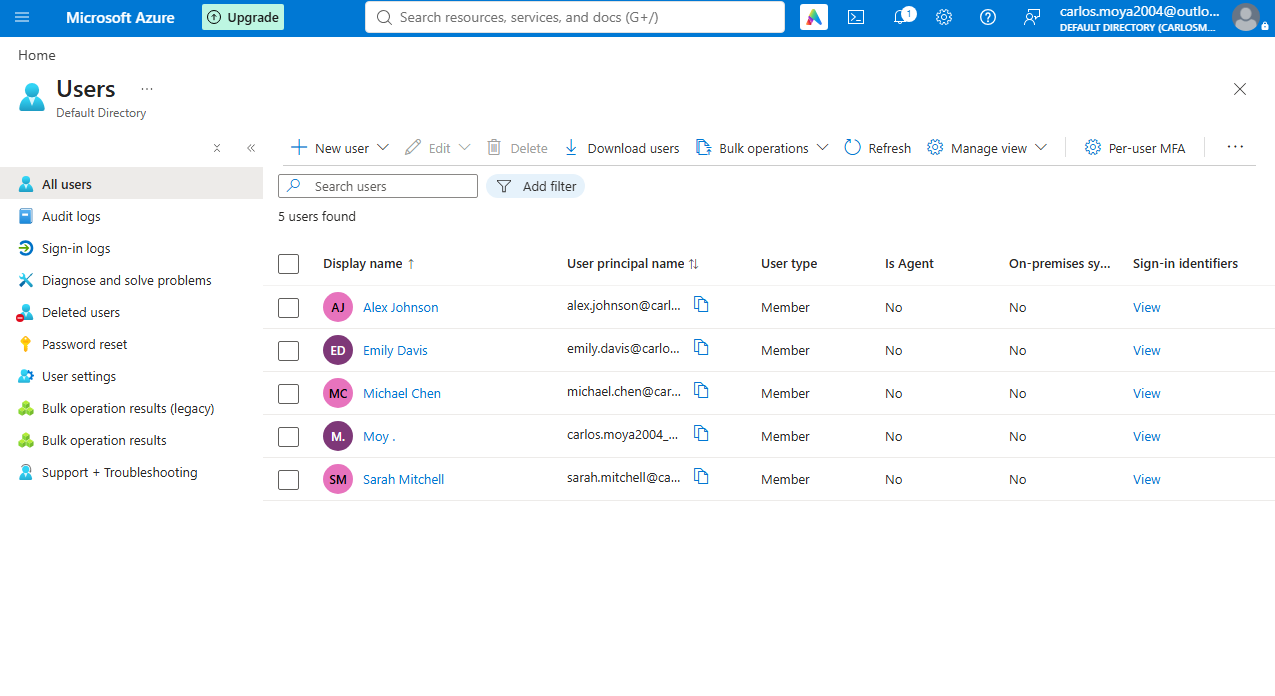 Microsoft Azure
Upgrade
Search resources, services, and docs (G+/)
1
carlos.moya2004@outlo...
DEFAULT DIRECTORY (CARLOSM...
Home
Users
...
Default Directory
New user
Edit
Delete
Download users
Bulk operations
Refresh
Manage view
Per-user MFA
...
All users
Audit logs
Sign-in logs
Diagnose and solve problems
Deleted users
Password reset
User settings
Bulk operation results (legacy)
Bulk operation results
Support + Troubleshooting
Search users
Add filter
5 users found
Display name ↑ User principal name ↑↓ User type Is Agent On-premises sy... Sign-in identifiers
AJ Alex Johnson alex.johnson@carl... Member No No View
ED Emily Davis emily.davis@carlo... Member No No View
MC Michael Chen michael.chen@car... Member No No View
M. Moy . carlos.moya2004_... Member No No View
SM Sarah Mitchell sarah.mitchell@ca... Member No No View